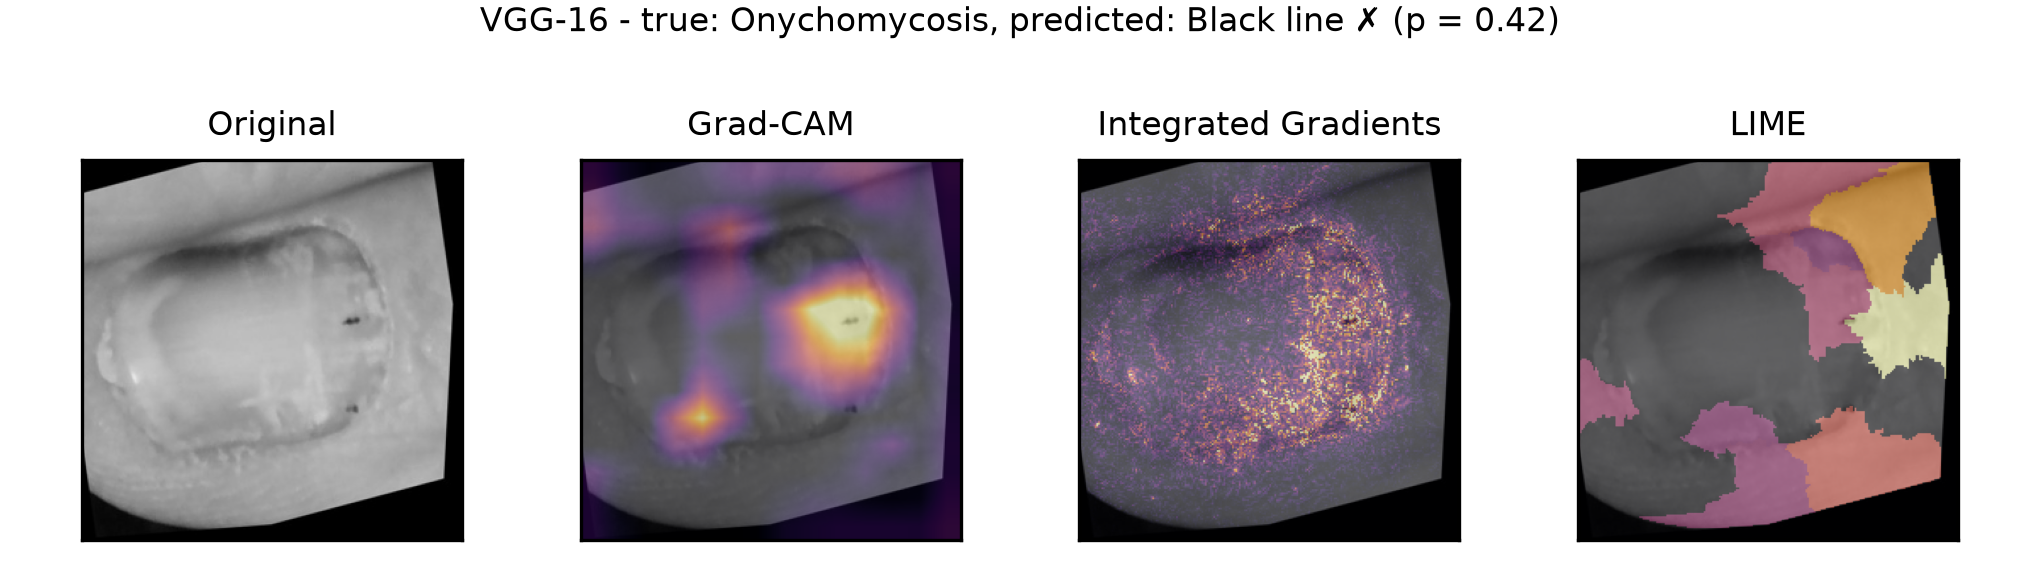 VGG-16 - true: Onychomycosis, predicted: Black line ✗ (p = 0.42)
Original
Grad-CAM
Integrated Gradients
LIME